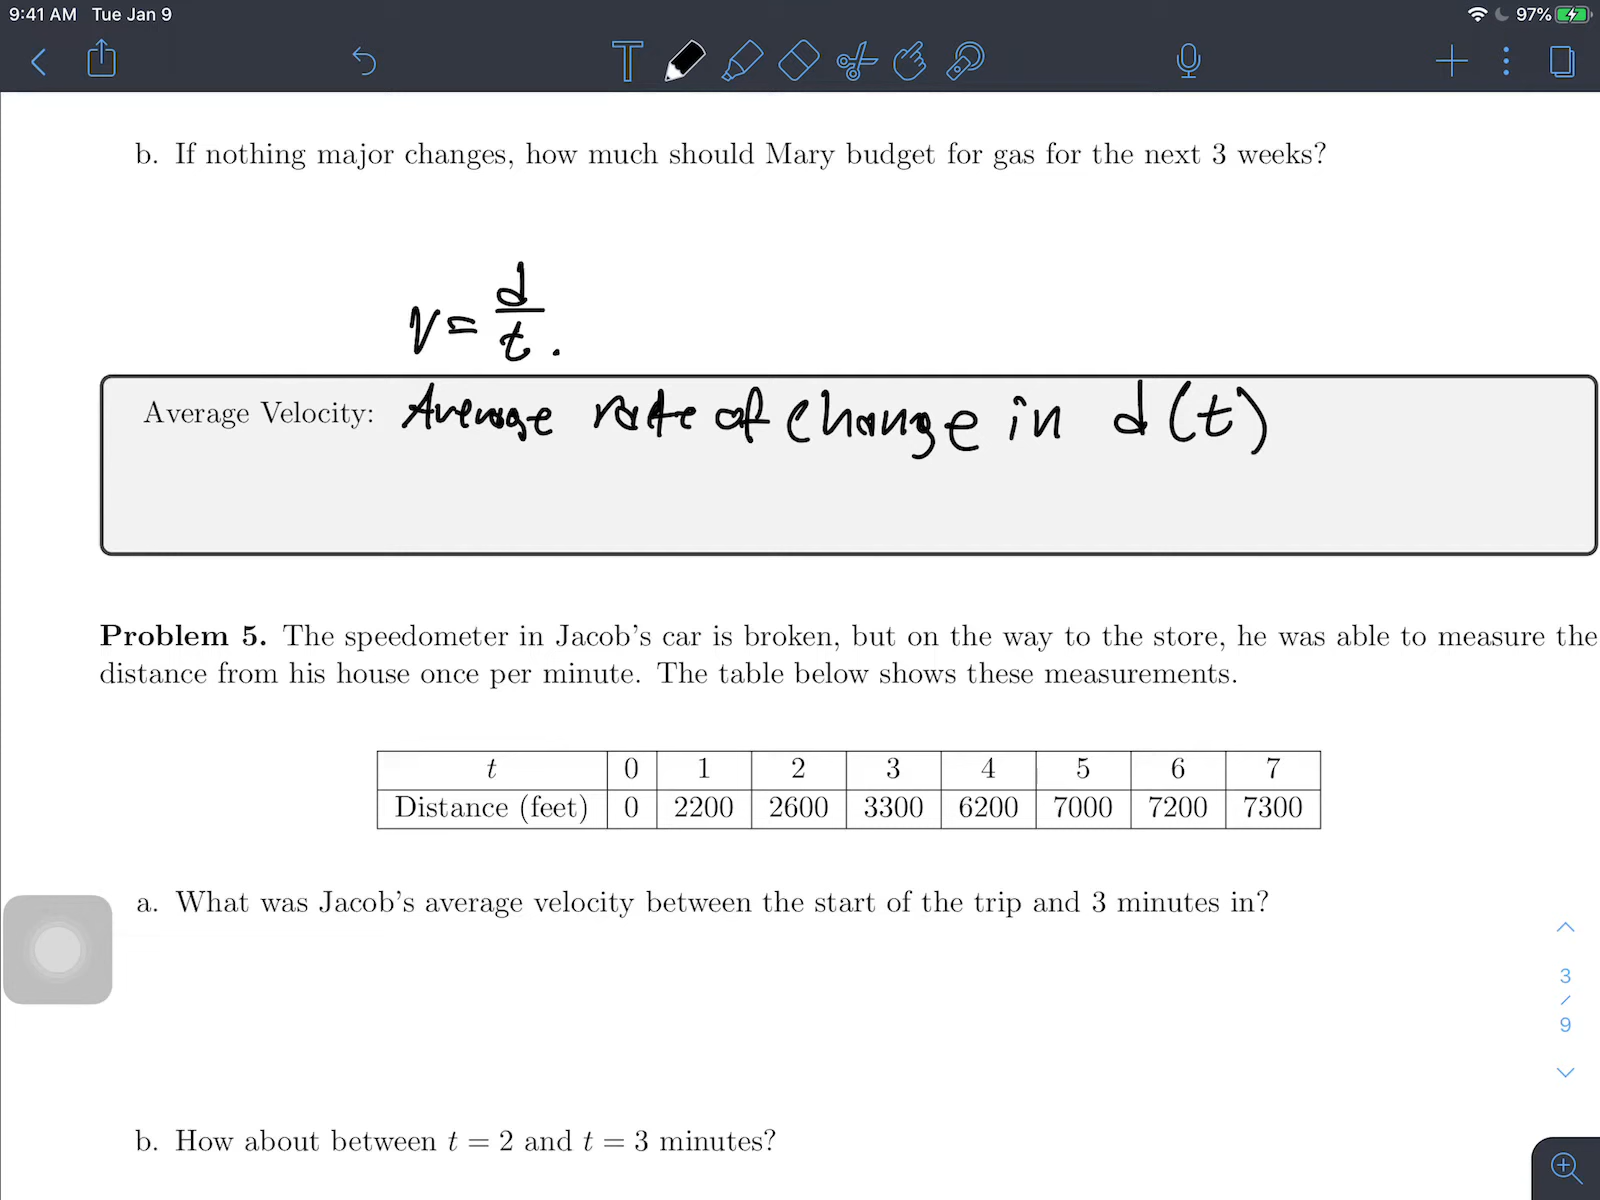 9:41 AM Tue Jan 9 97%
T
b. If nothing major changes, how much should Mary budget for gas for the next 3 weeks?
v = d/t.
Average Velocity: Average rate of change in d(t)
Problem 5. The speedometer in Jacob's car is broken, but on the way to the store, he was able to measure the
distance from his house once per minute. The table below shows these measurements.
t 0 1 2 3 4 5 6 7
Distance (feet) 0 2200 2600 3300 6200 7000 7200 7300
a. What was Jacob's average velocity between the start of the trip and 3 minutes in?
3
/
9
b. How about between t = 2 and t = 3 minutes?